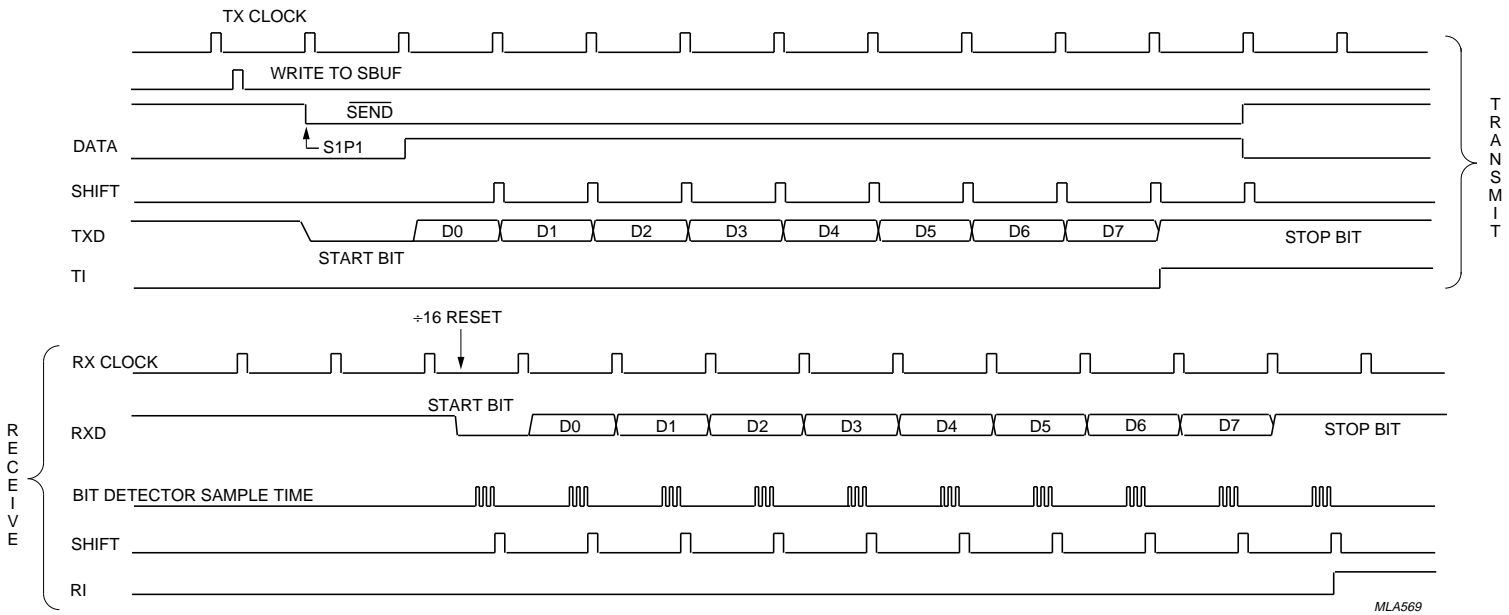 TX CLOCK
WRITE TO SBUF
SEND
DATA
S1P1
SHIFT
TXD
START BIT
D0 D1 D2 D3 D4 D5 D6 D7
STOP BIT
TI
TRANSMIT
÷16 RESET
RX CLOCK
START BIT
RXD
D0 D1 D2 D3 D4 D5 D6 D7
STOP BIT
BIT DETECTOR SAMPLE TIME
SHIFT
RI
RECEIVE
MLA569